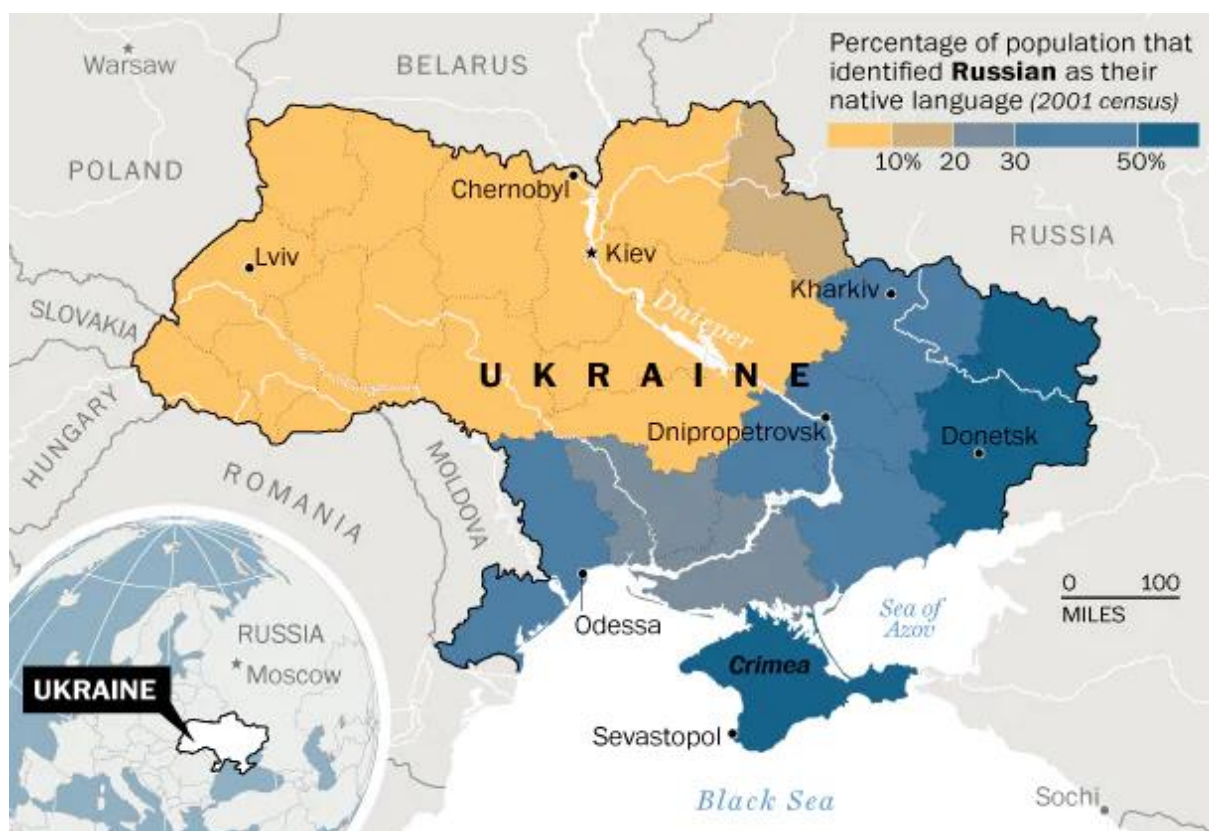 Percentage of population that
identified Russian as their
native language (2001 census)
10% 20 30 50%
Warsaw
BELARUS
POLAND
Chernobyl
RUSSIA
Lviv
Kiev
Kharkiv
SLOVAKIA
Dnieper
UKRAINE
HUNGARY
Dnipropetrovsk
Donetsk
ROMANIA
MOLDOVA
0 100
MILES
Sea of
Azov
Odessa
RUSSIA
Moscow
Crimea
UKRAINE
Sevastopol
Black Sea
Sochi